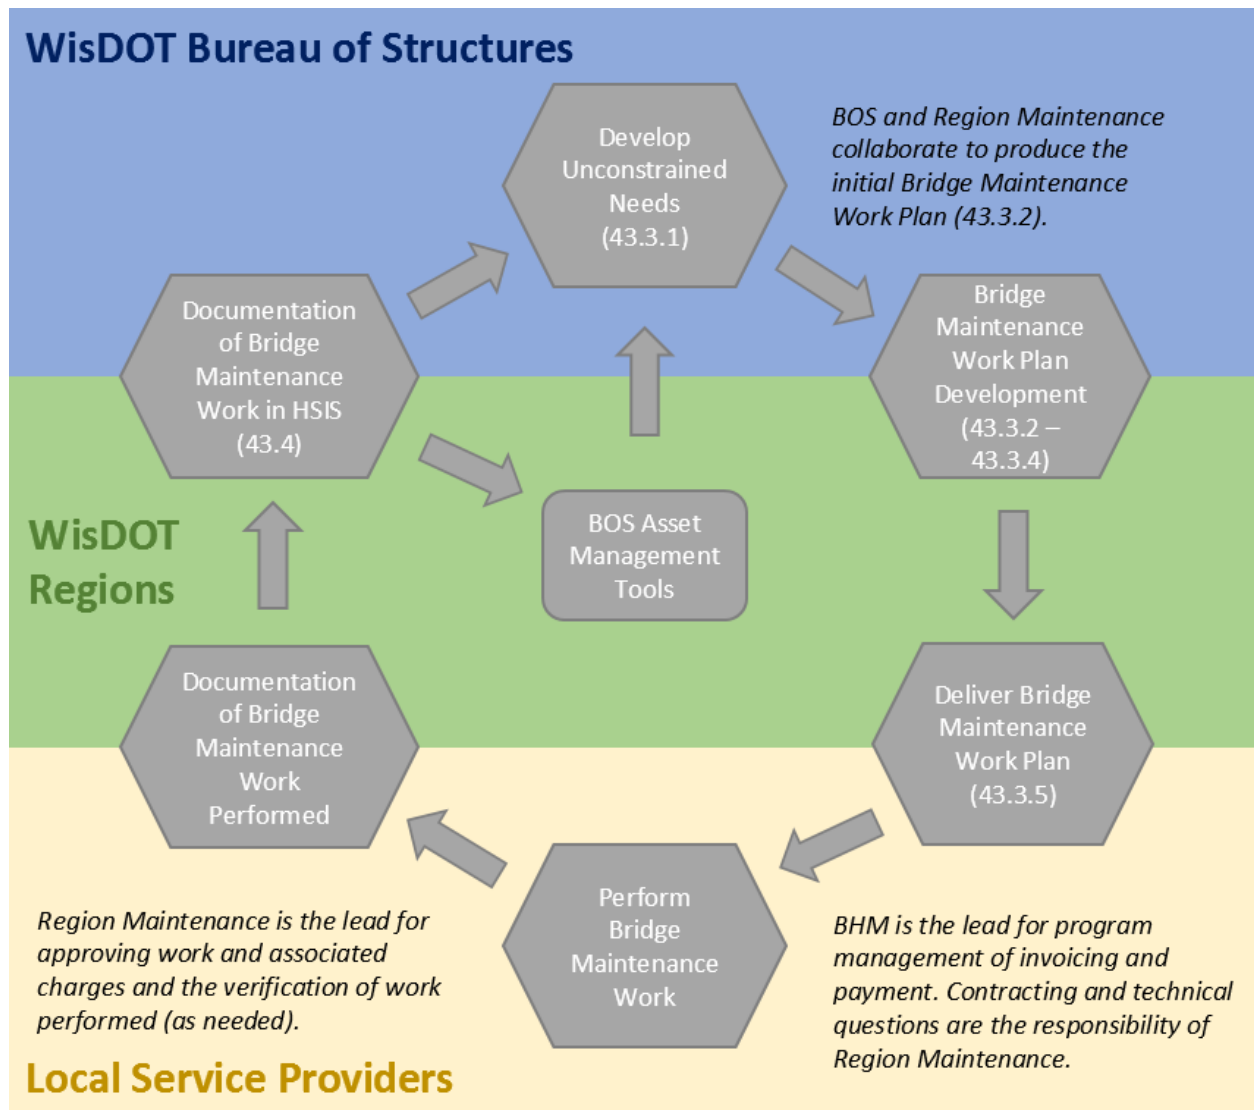 WisDOT Bureau of Structures
Develop
Unconstrained
Needs
(43.3.1)
BOS and Region Maintenance
collaborate to produce the
initial Bridge Maintenance
Work Plan (43.3.2).
Documentation
of Bridge
Maintenance
Work in HSIS
(43.4)
Bridge
Maintenance
Work Plan
Development
(43.3.2 –
43.3.4)
WisDOT
Regions
BOS Asset
Management
Tools
Documentation
of Bridge
Maintenance
Work
Performed
Deliver Bridge
Maintenance
Work Plan
(43.3.5)
Perform
Bridge
Maintenance
Work
Region Maintenance is the lead for
approving work and associated
charges and the verification of work
performed (as needed).
BHM is the lead for program
management of invoicing and
payment. Contracting and technical
questions are the responsibility of
Region Maintenance.
Local Service Providers